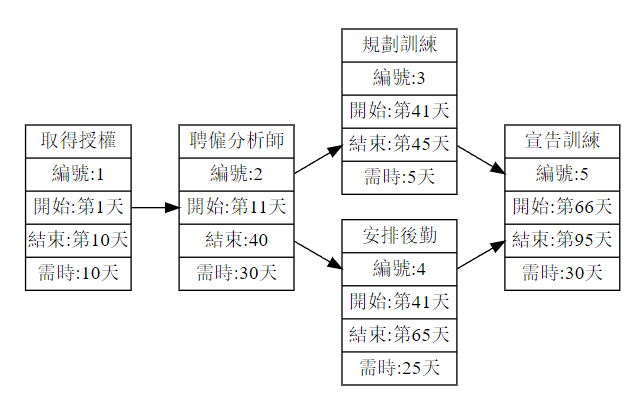 取得授權
編號:1
開始:第1天
結束:第10天
需時:10天
聘僱分析師
編號:2
開始:第11天
結束:40
需時:30天
規劃訓練
編號:3
開始:第41天
結束:第45天
需時:5天
安排後勤
編號:4
開始:第41天
結束:第65天
需時:25天
宣告訓練
編號:5
開始:第66天
結束:第95天
需時:30天